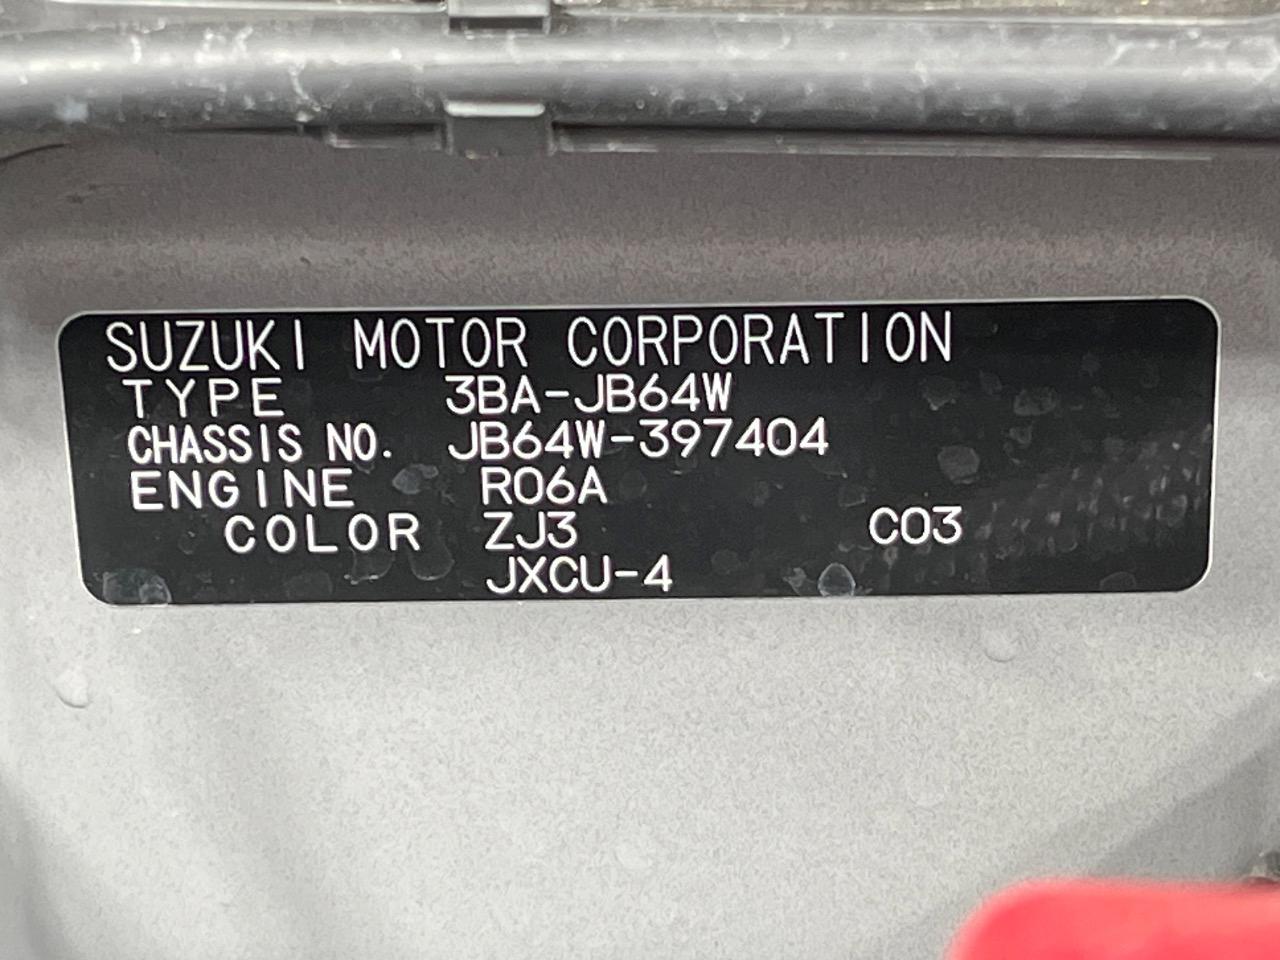 SUZUKI MOTOR CORPORATION
TYPE 3BA-JB64W
CHASSIS NO. JB64W-397404
ENGINE R06A
COLOR ZJ3 C03
JXCU-4